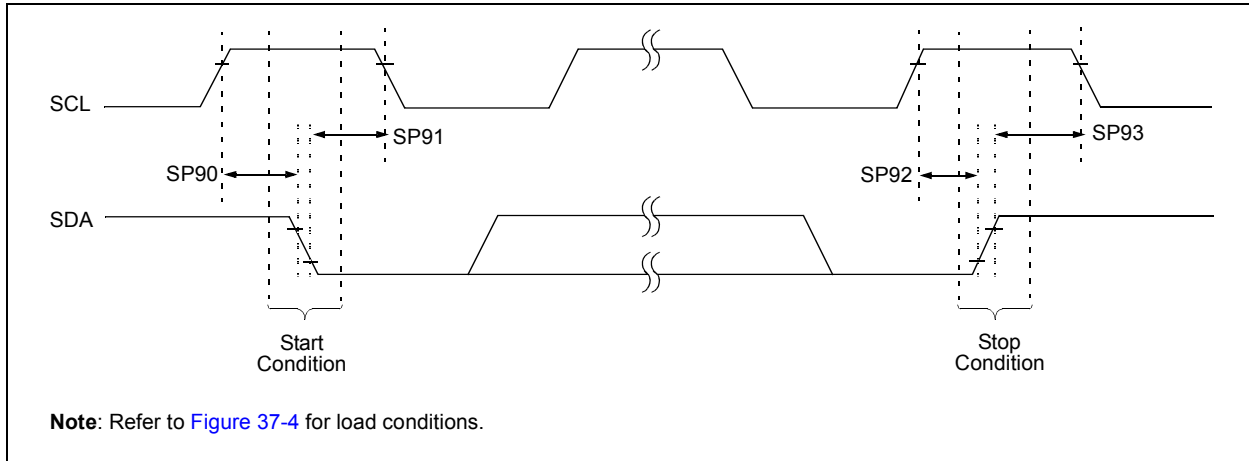 SCL
SP91
SP93
SP90
SP92
SDA
Start
Condition
Stop
Condition
Note: Refer to Figure 37-4 for load conditions.